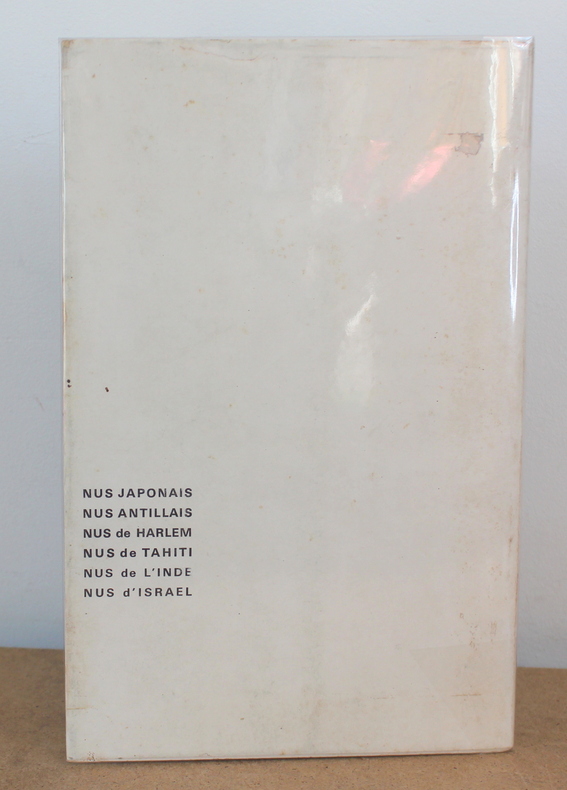 NUS JAPONAIS
NUS ANTILLAIS
NUS de HARLEM
NUS de TAHITI
NUS de L'INDE
NUS d'ISRAEL